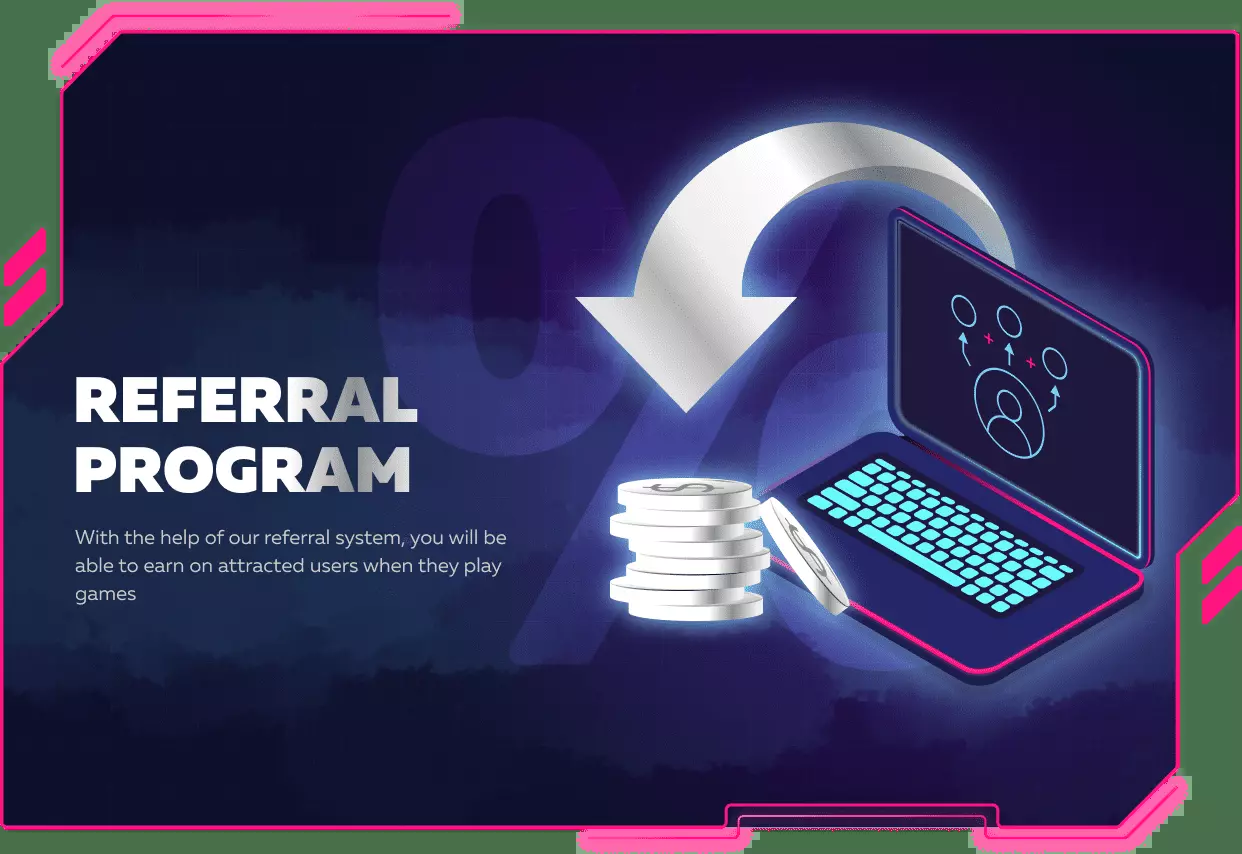 REFERRAL
PROGRAM
With the help of our referral system, you will be
able to earn on attracted users when they play
games